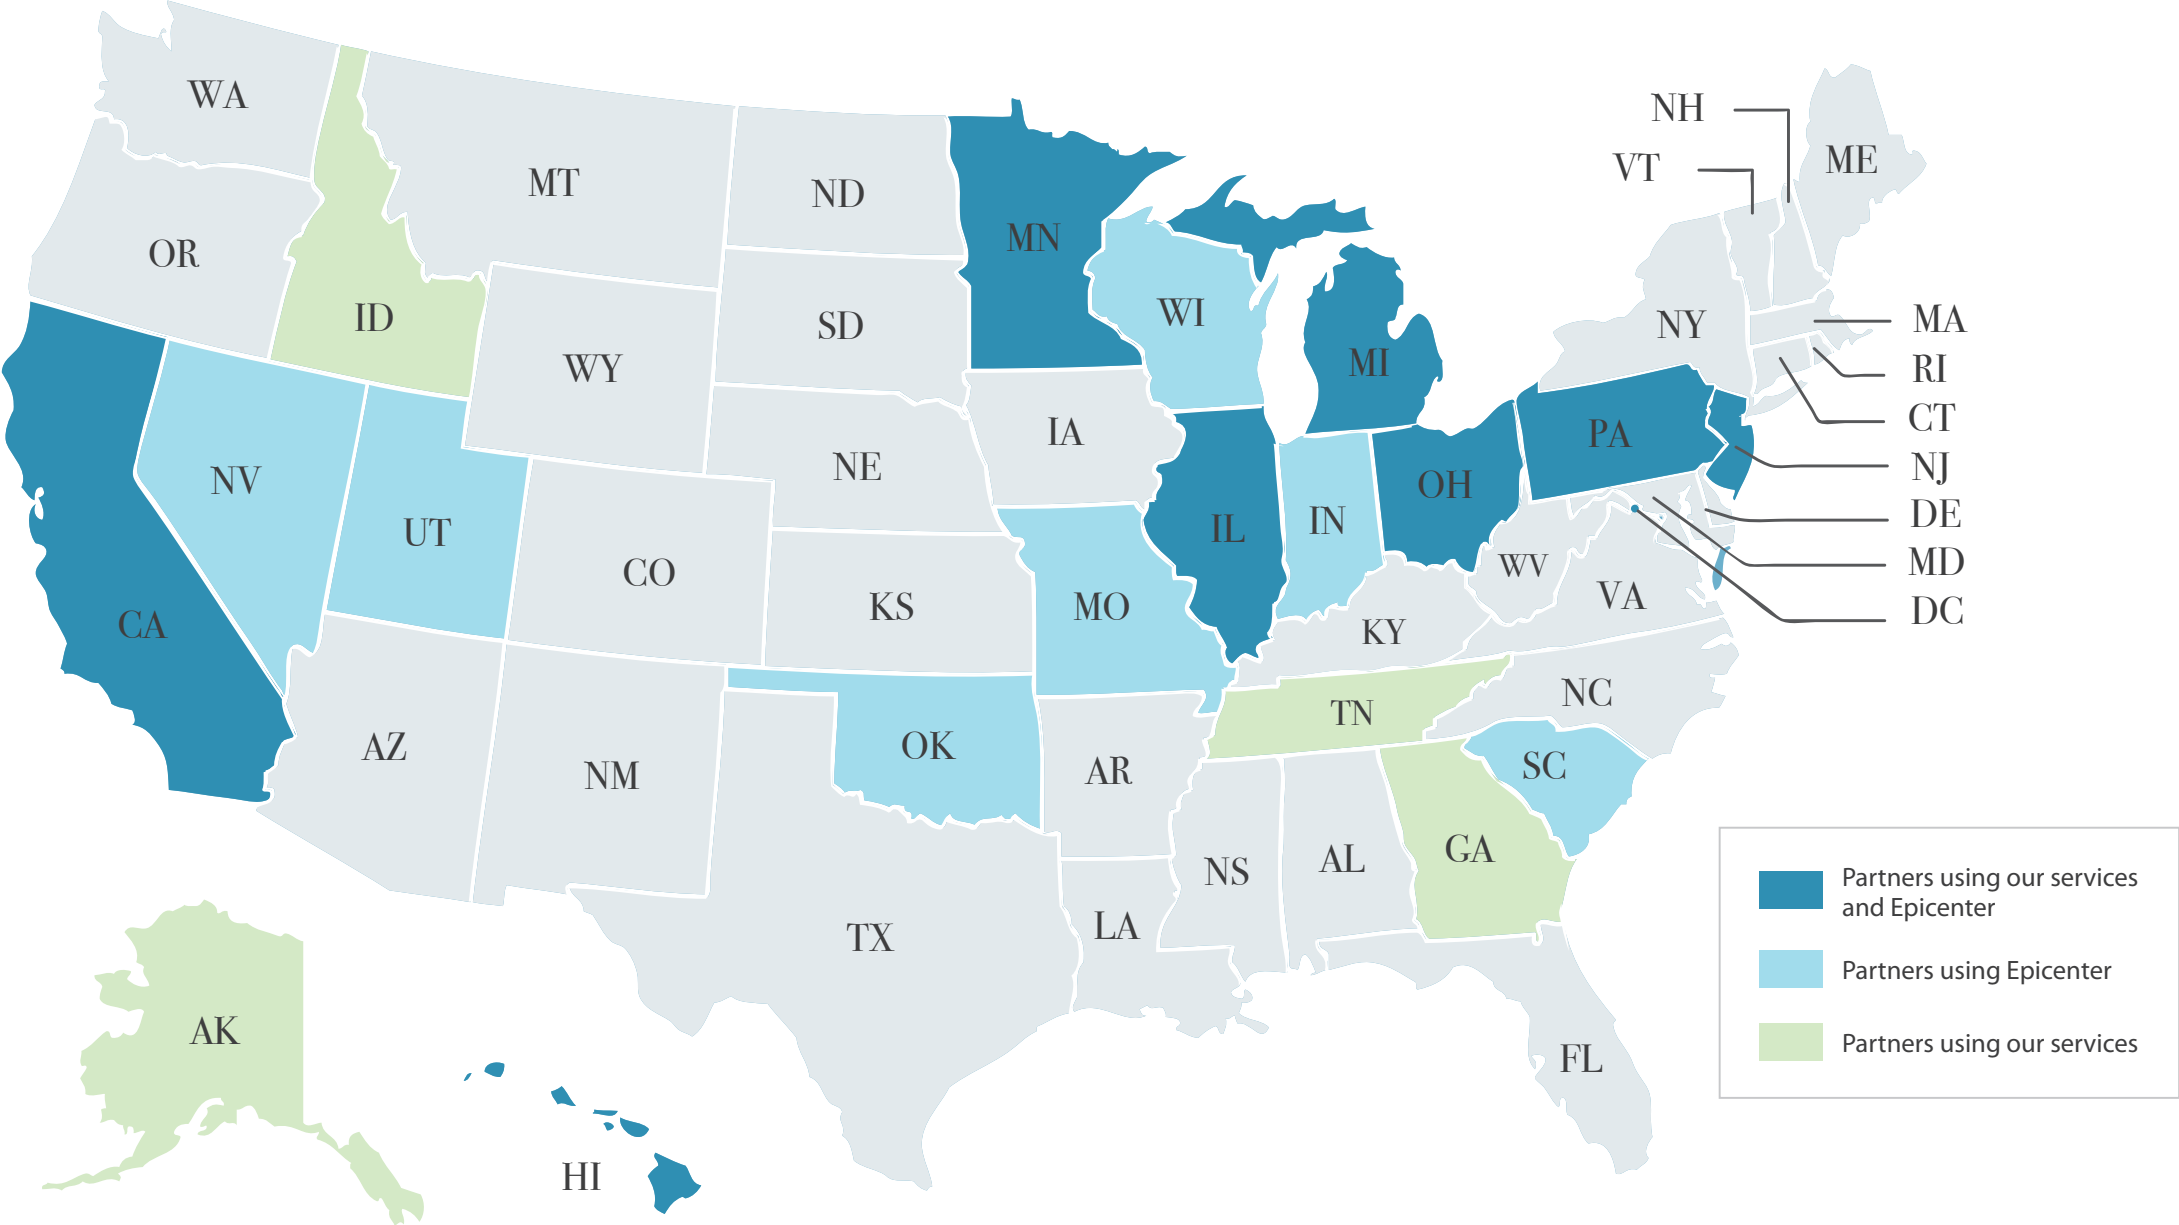 WA
NH
VT
ME
MT
ND
OR
MN
ID
SD
WI
NY
MA
WY
MI
RI
CT
IA
PA
NE
NJ
NV
OH
UT
IL
IN
DE
CO
WV
MD
KS
MO
VA
DC
CA
KY
NC
TN
AZ
OK
SC
NM
AR
GA
AL
NS
TX
LA
AK
FL
HI
Partners using our services
and Epicenter
Partners using Epicenter
Partners using our services